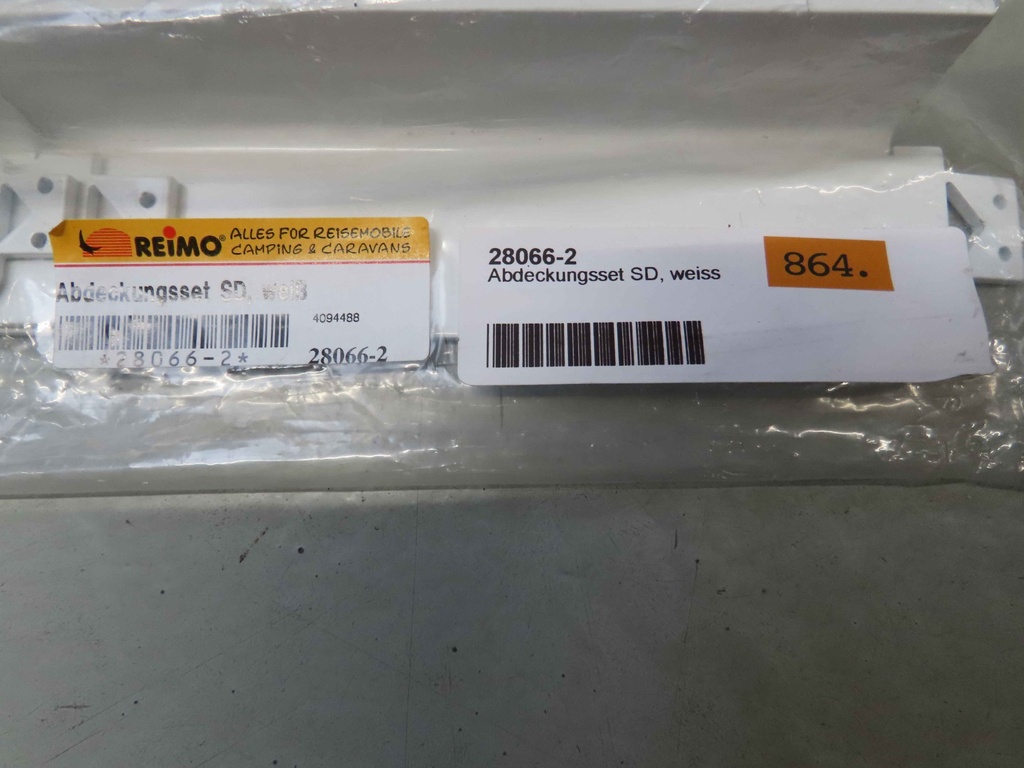 REIMO® ALLES FÜR REISEMOBILE
CAMPING & CARAVANS
Abdeckungsset SD, weiß
4094488
*28066-2*
28066-2
28066-2
Abdeckungsset SD, weiss
864.